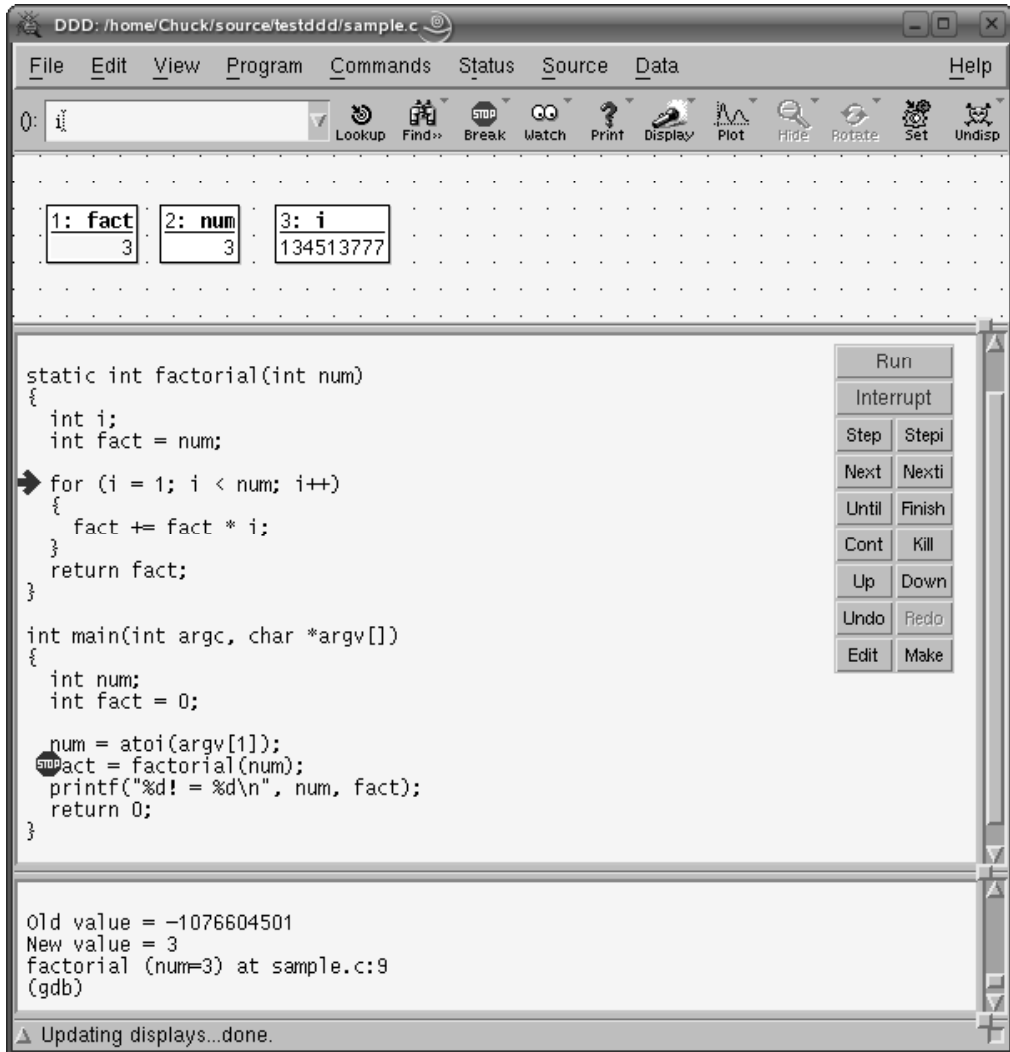 DDD: /home/Chuck/source/testddd/sample.c
File Edit View Program Commands Status Source Data Help
(): i
Lookup Find>> Break Watch Print Display Plot Hide Rotate Set Undisp
STOP
1: fact 2: num 3: i
3 3 134513777
static int factorial(int num)
{
int i;
int fact = num;
for (i = 1; i < num; i++)
{
fact += fact * i;
}
return fact;
}
int main(int argc, char *argv[])
{
int num;
int fact = 0;
num = atoi(argv[1]);
STOP act = factorial(num);
printf("%d! = %d\n", num, fact);
return 0;
}
Run
Interrupt
Step Stepi
Next Nexti
Until Finish
Cont Kill
Up Down
Undo Redo
Edit Make
Old value = -1076604501
New value = 3
factorial (num=3) at sample.c:9
(gdb)
Updating displays...done.